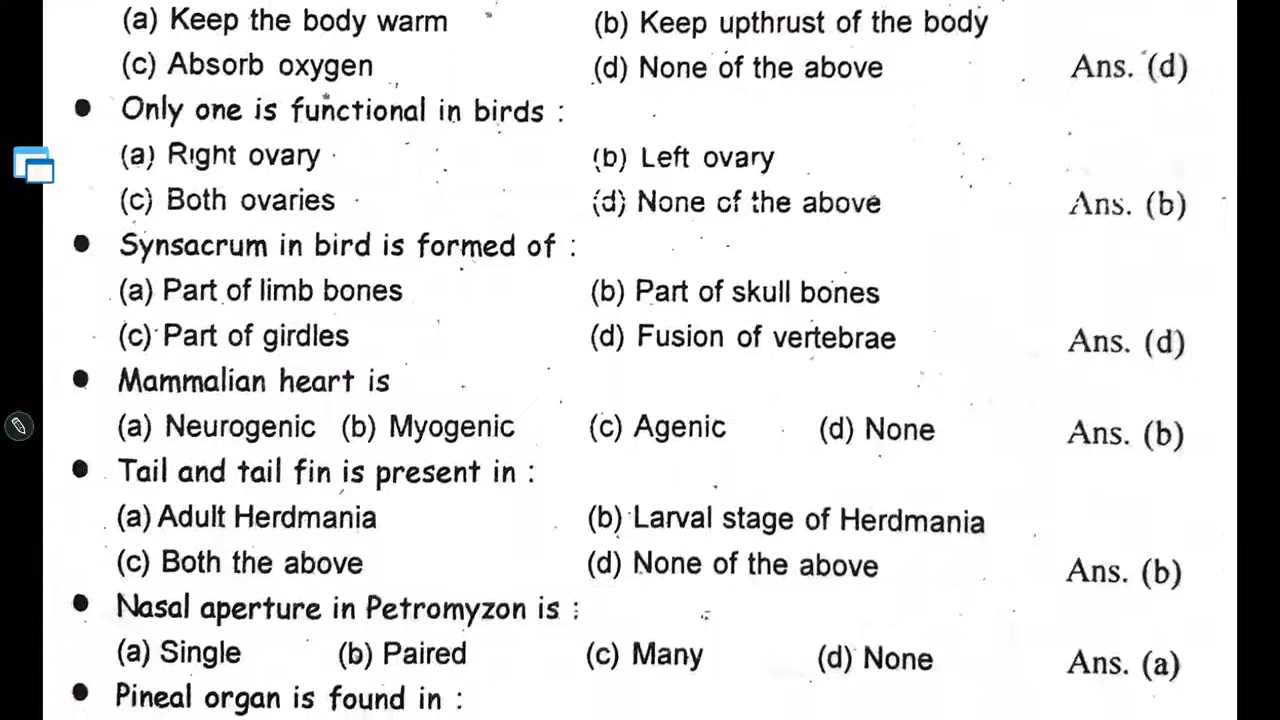 (a) Keep the body warm (b) Keep upthrust of the body
(c) Absorb oxygen (d) None of the above Ans. (d)
• Only one is functional in birds :
(a) Right ovary (b) Left ovary
(c) Both ovaries (d) None of the above Ans. (b)
• Synsacrum in bird is formed of :
(a) Part of limb bones (b) Part of skull bones
(c) Part of girdles (d) Fusion of vertebrae Ans. (d)
• Mammalian heart is
(a) Neurogenic (b) Myogenic (c) Agenic (d) None Ans. (b)
• Tail and tail fin is present in :
(a) Adult Herdmania (b) Larval stage of Herdmania
(c) Both the above (d) None of the above Ans. (b)
• Nasal aperture in Petromyzon is :
(a) Single (b) Paired (c) Many (d) None Ans. (a)
• Pineal organ is found in :